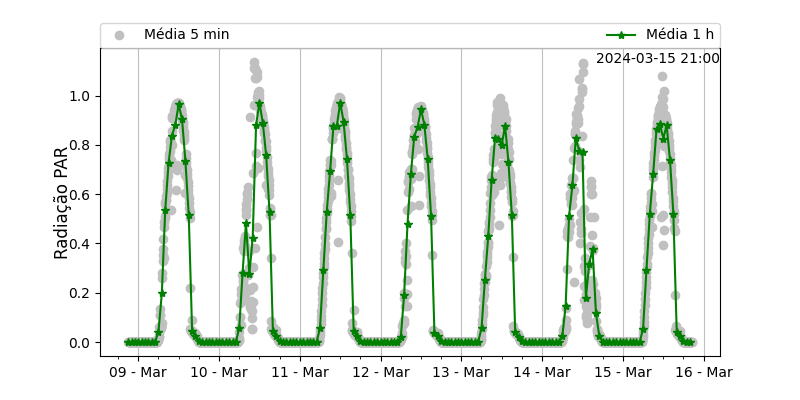 Média 5 min
Média 1 h
2024-03-15 21:00
Radiação PAR
1.0
0.8
0.6
0.4
0.2
0.0
09 - Mar
10 - Mar
11 - Mar
12 - Mar
13 - Mar
14 - Mar
15 - Mar
16 - Mar